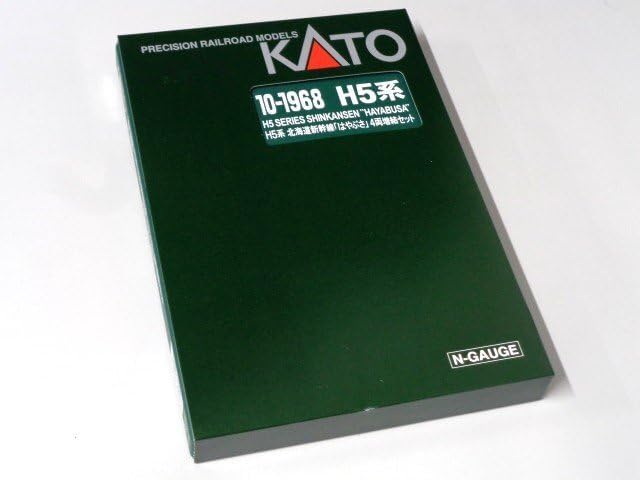 PRECISION RAILROAD MODELS
KATO
10-1968 H5系
H5 SERIES SHINKANSEN "HAYABUSA"
H5系 北海道新幹線「はやぶさ」4両増結セット
N-GAUGE